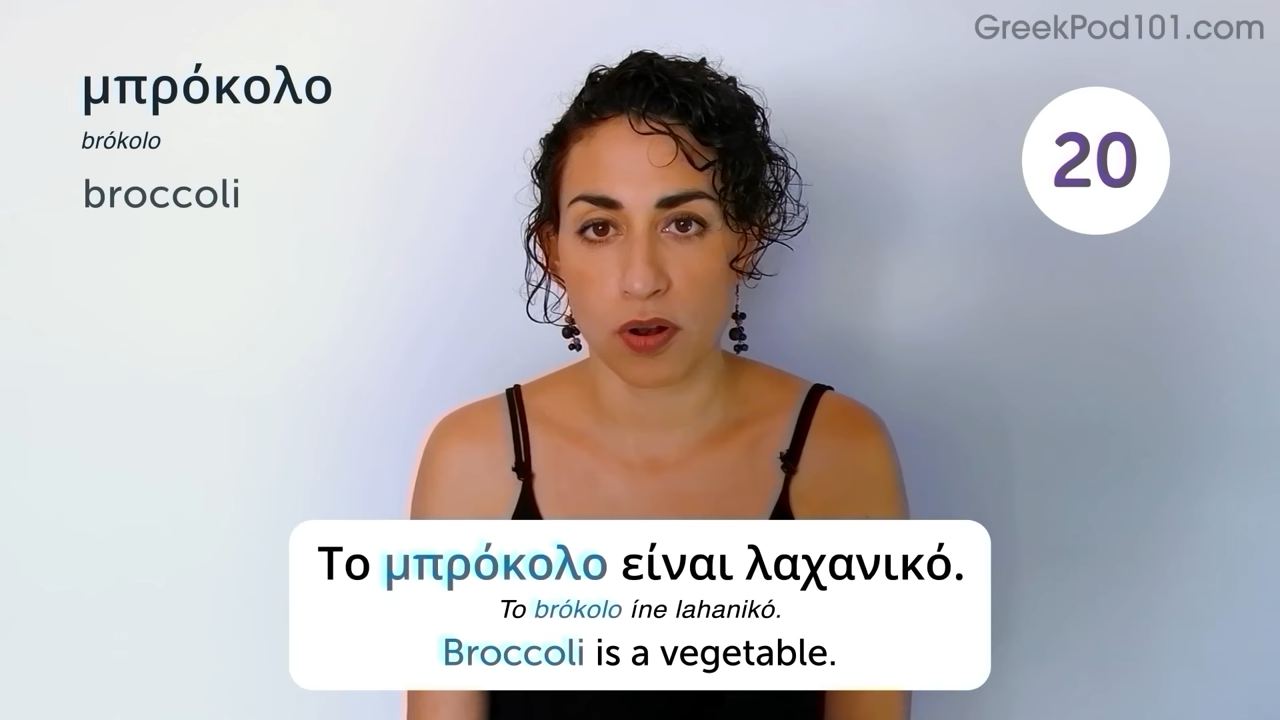 GreekPod101.com
μπρόκολο
brókolo
broccoli
20
Το μπρόκολο είναι λαχανικό.
To brókolo íne lahanikó.
Broccoli is a vegetable.